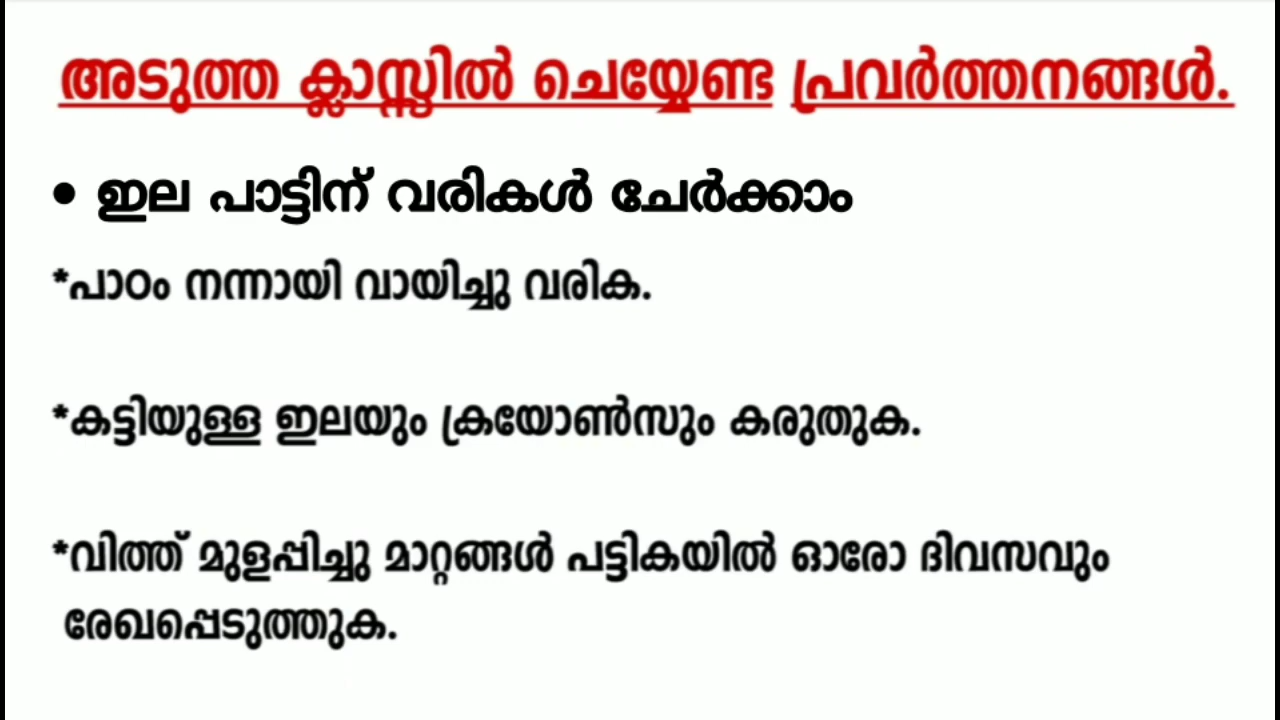 അടുത്ത ക്ലാസ്സിൽ ചെയ്യേണ്ട പ്രവർത്തനങ്ങൾ.
• ഇല പാട്ടിന് വരികൾ ചേർക്കാം
*പാഠം നന്നായി വായിച്ചു വരിക.
*കട്ടിയുള്ള ഇലയും ക്രയോൺസും കരുതുക.
*വിത്ത് മുളപ്പിച്ചു മാറ്റങ്ങൾ പട്ടികയിൽ ഓരോ ദിവസവും
രേഖപ്പെടുത്തുക.